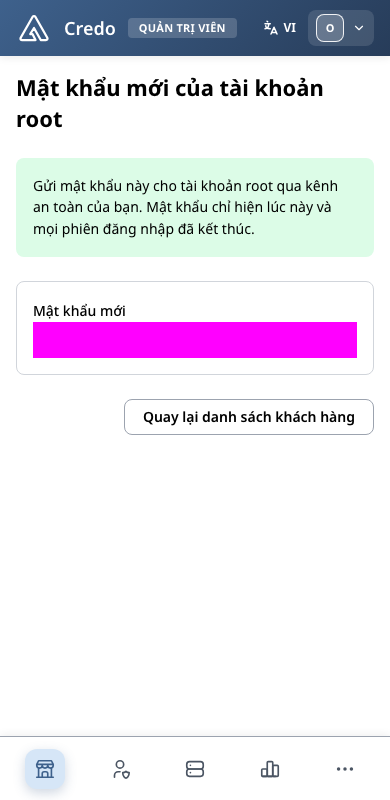 Credo
QUẢN TRỊ VIÊN
VI
O
Mật khẩu mới của tài khoản
root
Gửi mật khẩu này cho tài khoản root qua kênh
an toàn của bạn. Mật khẩu chỉ hiện lúc này và
mọi phiên đăng nhập đã kết thúc.
Mật khẩu mới
Quay lại danh sách khách hàng